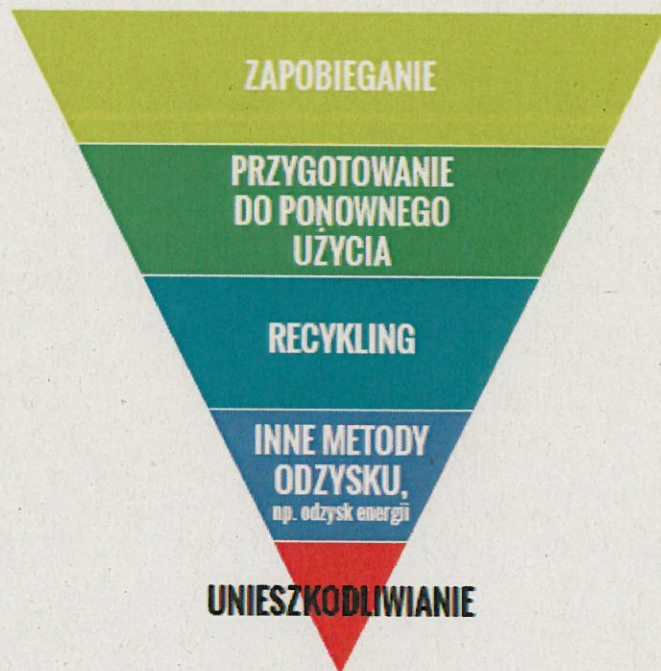 ZAPOBIEGANIE
PRZYGOTOWANIE
DO PONOWNEGO
UŻYCIA
RECYKLING
INNE METODY
ODZYSKU,
np. odzysk energii
UNIESZKODLIWIANIE